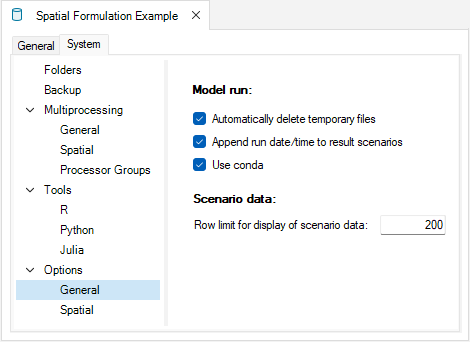 Spatial Formulation Example
General
System
Folders
Backup
Multiprocessing
General
Spatial
Processor Groups
Tools
R
Python
Julia
Options
General
Spatial
Model run:
Automatically delete temporary files
Append run date/time to result scenarios
Use conda
Scenario data:
Row limit for display of scenario data: 200